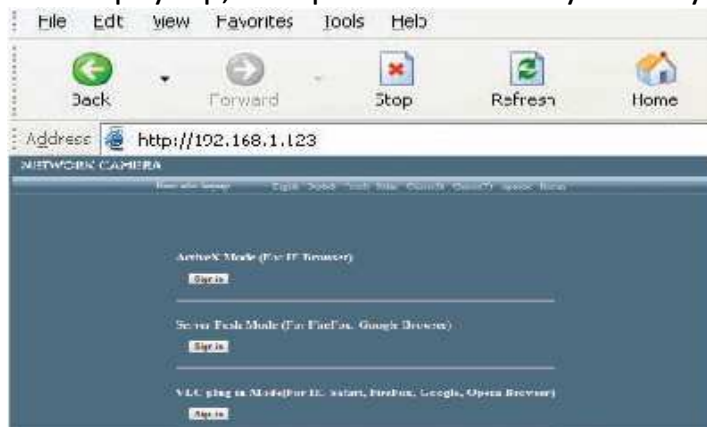 File Edit View Favorites Tools Help
Back Forward Stop Refresh Home
Address http://192.168.1.123
NETWORK CAMERA
ActiveX Mode (For IE Browser)
Sign in
Server Push Mode (For FireFox, Google Browser)
Sign in
VLC plug in Mode(For IE, Safari, FireFox, Google, Opera Browser)
Sign in